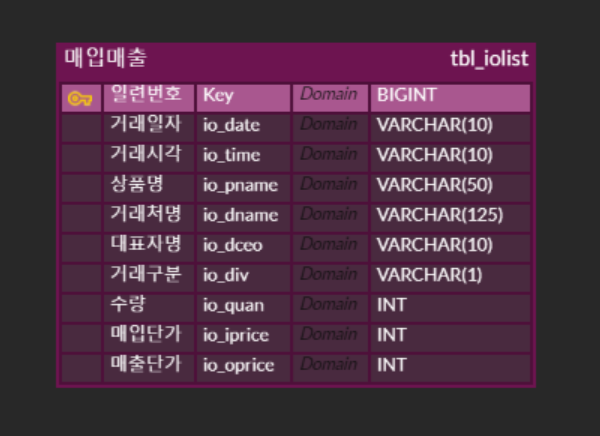 매입매출 tbl_iolist
일련번호 Key Domain BIGINT
거래일자 io_date Domain VARCHAR(10)
거래시각 io_time Domain VARCHAR(10)
상품명 io_pname Domain VARCHAR(50)
거래처명 io_dname Domain VARCHAR(125)
대표자명 io_dceo Domain VARCHAR(10)
거래구분 io_div Domain VARCHAR(1)
수량 io_quan Domain INT
매입단가 io_iprice Domain INT
매출단가 io_oprice Domain INT